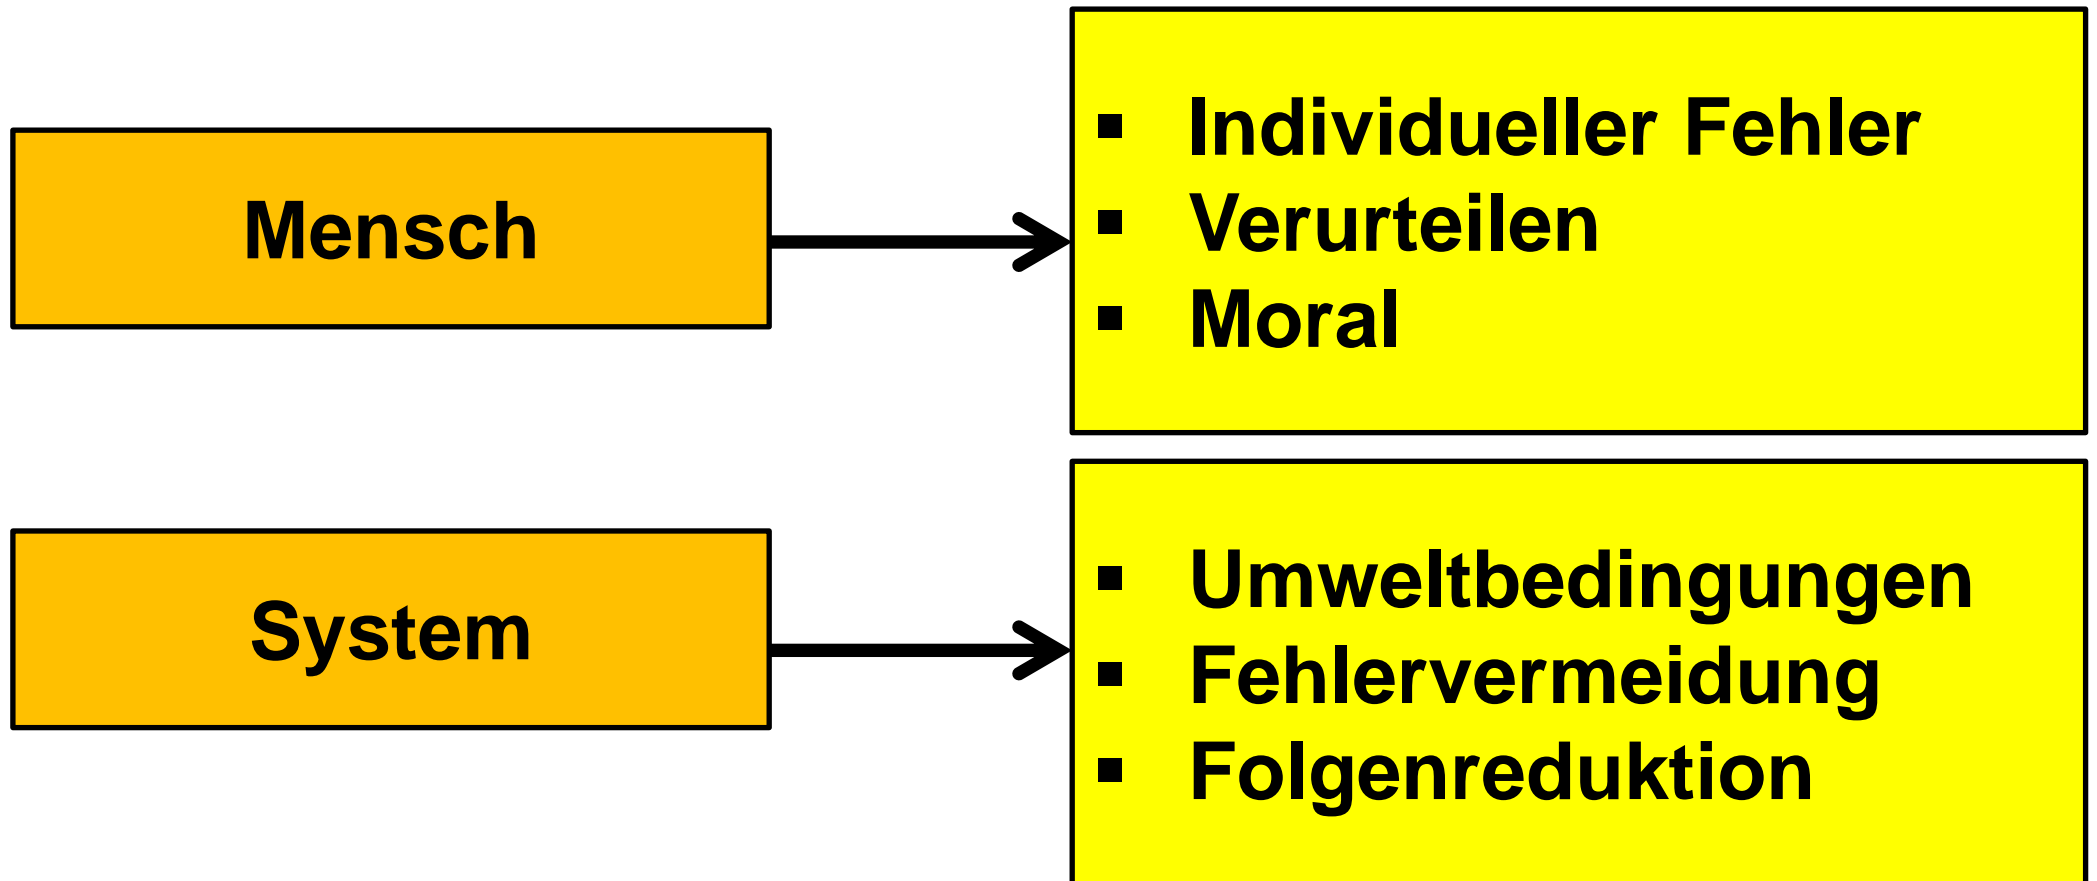 Mensch
▪ Individueller Fehler
▪ Verurteilen
▪ Moral
System
▪ Umweltbedingungen
▪ Fehlervermeidung
▪ Folgenreduktion